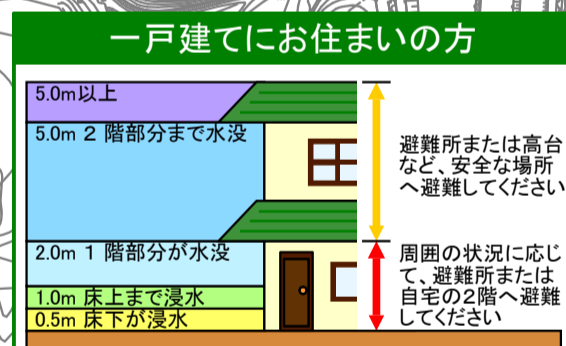 一戸建てにお住まいの方
5.0m以上
5.0m 2 階部分まで水没
避難所または高台
など、安全な場所
へ避難してください
2.0m 1 階部分が水没
1.0m 床上まで浸水
0.5m 床下が浸水
周囲の状況に応じ
て、避難所または
自宅の2階へ避難
してください